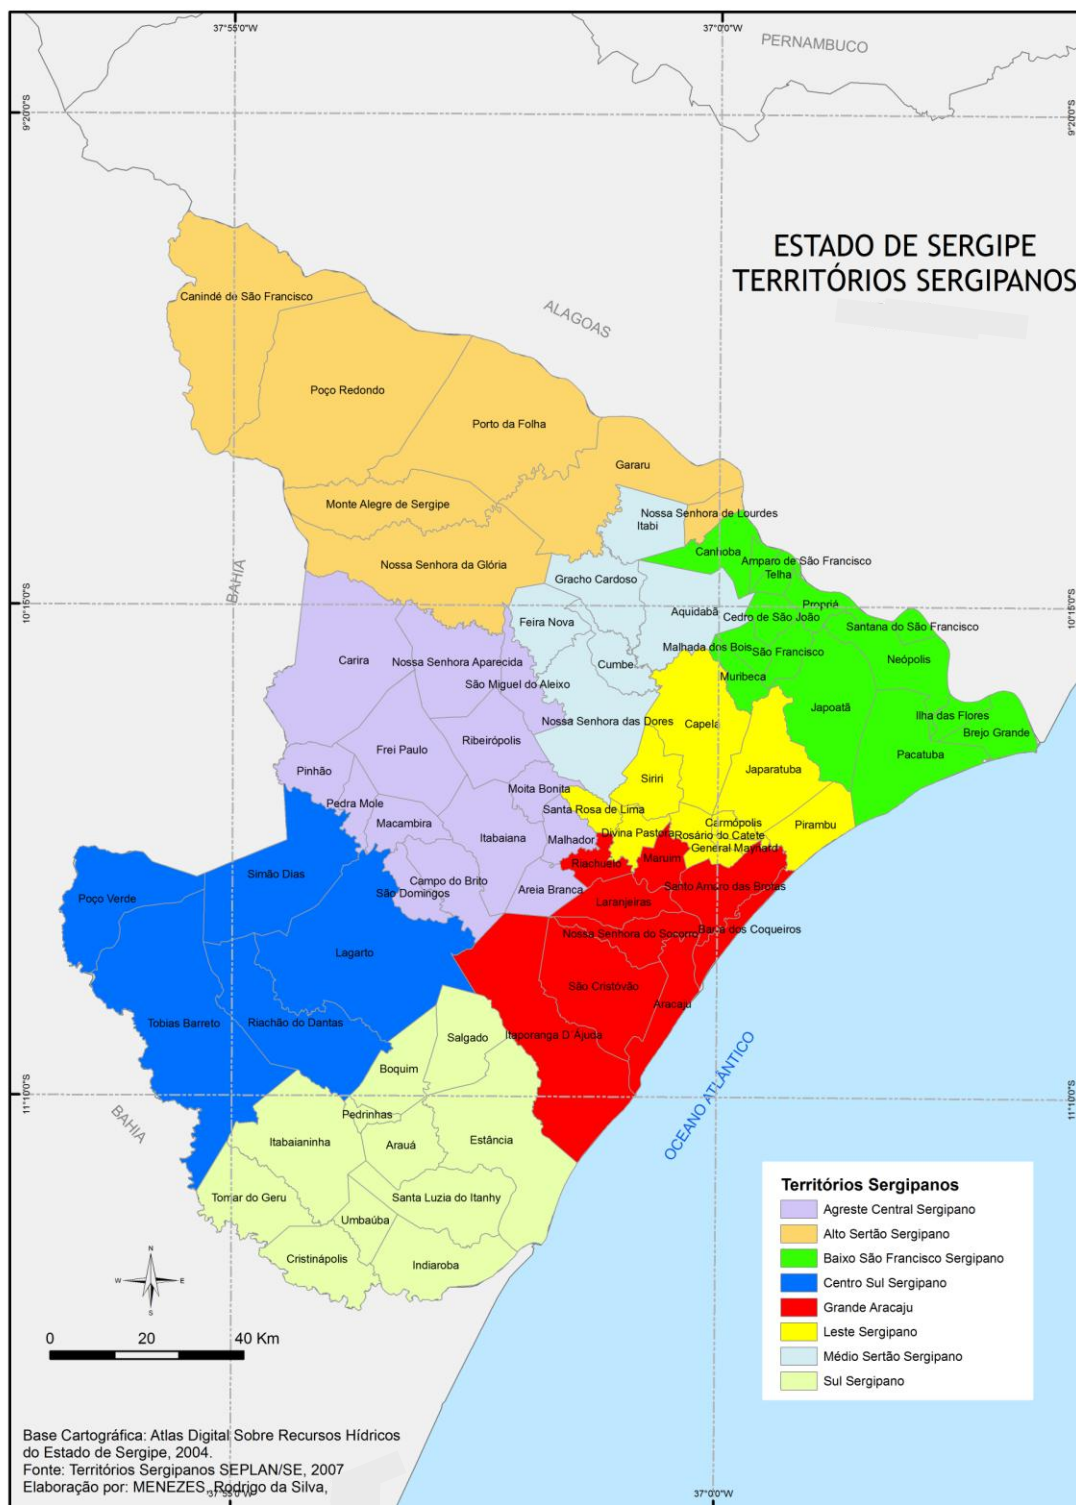 37°55'0"W
37°0'0"W
PERNAMBUCO
9°20'0"S
9°20'0"S
ESTADO DE SERGIPE
TERRITÓRIOS SERGIPANOS
Canindé de São Francisco
ALAGOAS
Poço Redondo
Porto da Folha
Gararu
Monte Alegre de Sergipe
Nossa Senhora de Lourdes
Itabi
Canhoba
Amparo de São Francisco
Nossa Senhora da Glória
Telha
Gracho Cardoso
BAHIA
10°15'0"S
10°15'0"S
Propriá
Aquidabã
Cedro de São João
Feira Nova
Santana do São Francisco
Malhada dos Bois
São Francisco
Neópolis
Carira
Nossa Senhora Aparecida
Cumbe
Muribeca
São Miguel do Aleixo
Japoatã
Ilha das Flores
Nossa Senhora das Dores
Capela
Brejo Grande
Ribeirópolis
Frei Paulo
Pacatuba
Pinhão
Siriri
Japaratuba
Moita Bonita
Pedra Mole
Santa Rosa de Lima
Macambira
Carmópolis
Pirambu
Itabaiana
Malhador
Divina Pastora
Rosário do Catete
General Maynard
Riachuelo
Maruim
Simão Dias
Campo do Brito
Santo Amaro das Brotas
São Domingos
Areia Branca
Poço Verde
Laranjeiras
Nossa Senhora do Socorro
Barra dos Coqueiros
Lagarto
São Cristóvão
Aracaju
Tobias Barreto
Riachão do Dantas
Salgado
Itaporanga D´Ajuda
Boquim
OCEANO ATLÂNTICO
11°10'0"S
11°10'0"S
BAHIA
Pedrinhas
Itabaianinha
Arauá
Estância
Tomar do Geru
Santa Luzia do Itanhy
Umbaúba
Cristinápolis
Indiaroba
Territórios Sergipanos
Agreste Central Sergipano
Alto Sertão Sergipano
Baixo São Francisco Sergipano
Centro Sul Sergipano
Grande Aracaju
Leste Sergipano
Médio Sertão Sergipano
Sul Sergipano
N
W
E
S
0 20 40 Km
Base Cartográfica: Atlas Digital Sobre Recursos Hídricos
do Estado de Sergipe, 2004.
Fonte: Territórios Sergipanos SEPLAN/SE, 2007
Elaboração por: MENEZES, Rodrigo da Silva,
37°55'0"W
37°0'0"W